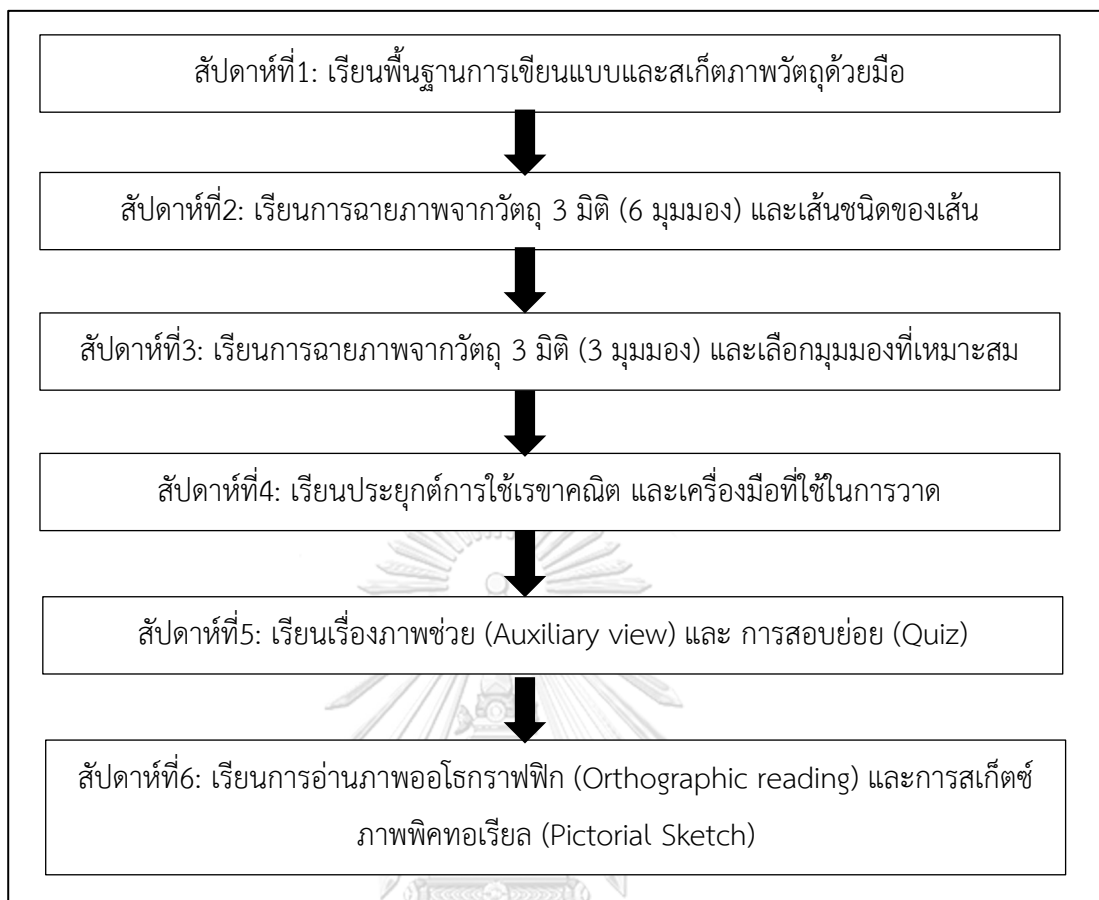 สัปดาห์ที่1: เรียนพื้นฐานการเขียนแบบและสเก็ตภาพวัตถุด้วยมือ
สัปดาห์ที่2: เรียนการฉายภาพจากวัตถุ 3 มิติ (6 มุมมอง) และเส้นชนิดของเส้น
สัปดาห์ที่3: เรียนการฉายภาพจากวัตถุ 3 มิติ (3 มุมมอง) และเลือกมุมมองที่เหมาะสม
สัปดาห์ที่4: เรียนประยุกต์การใช้เรขาคณิต และเครื่องมือที่ใช้ในการวาด
สัปดาห์ที่5: เรียนเรื่องภาพช่วย (Auxiliary view) และ การสอบย่อย (Quiz)
สัปดาห์ที่6: เรียนการอ่านภาพออโธกราฟฟิก (Orthographic reading) และการสเก็ตซ์
ภาพพิคทอเรียล (Pictorial Sketch)